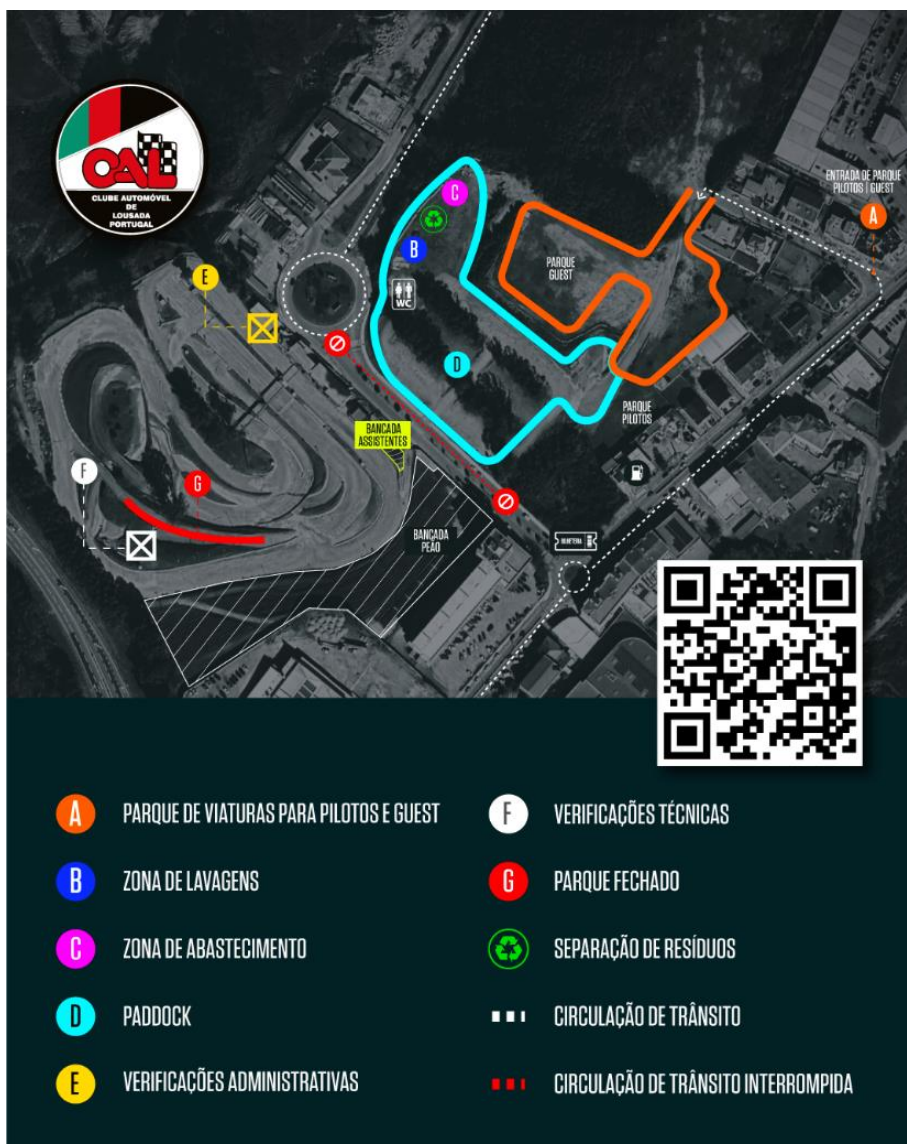 CAL
CLUBE AUTOMÓVEL
DE
LOUSADA
PORTUGAL
ENTRADA DE PARQUE
PILOTOS | GUEST
A
C
B
WC
PARQUE
GUEST
E
D
PARQUE
PILOTOS
BANCADA
ASSISTENTES
F
G
BANCADA
PEÃO
BILHETEIRA
A PARQUE DE VIATURAS PARA PILOTOS E GUEST
B ZONA DE LAVAGENS
C ZONA DE ABASTECIMENTO
D PADDOCK
E VERIFICAÇÕES ADMINISTRATIVAS
F VERIFICAÇÕES TÉCNICAS
G PARQUE FECHADO
SEPARAÇÃO DE RESÍDUOS
CIRCULAÇÃO DE TRÂNSITO
CIRCULAÇÃO DE TRÂNSITO INTERROMPIDA